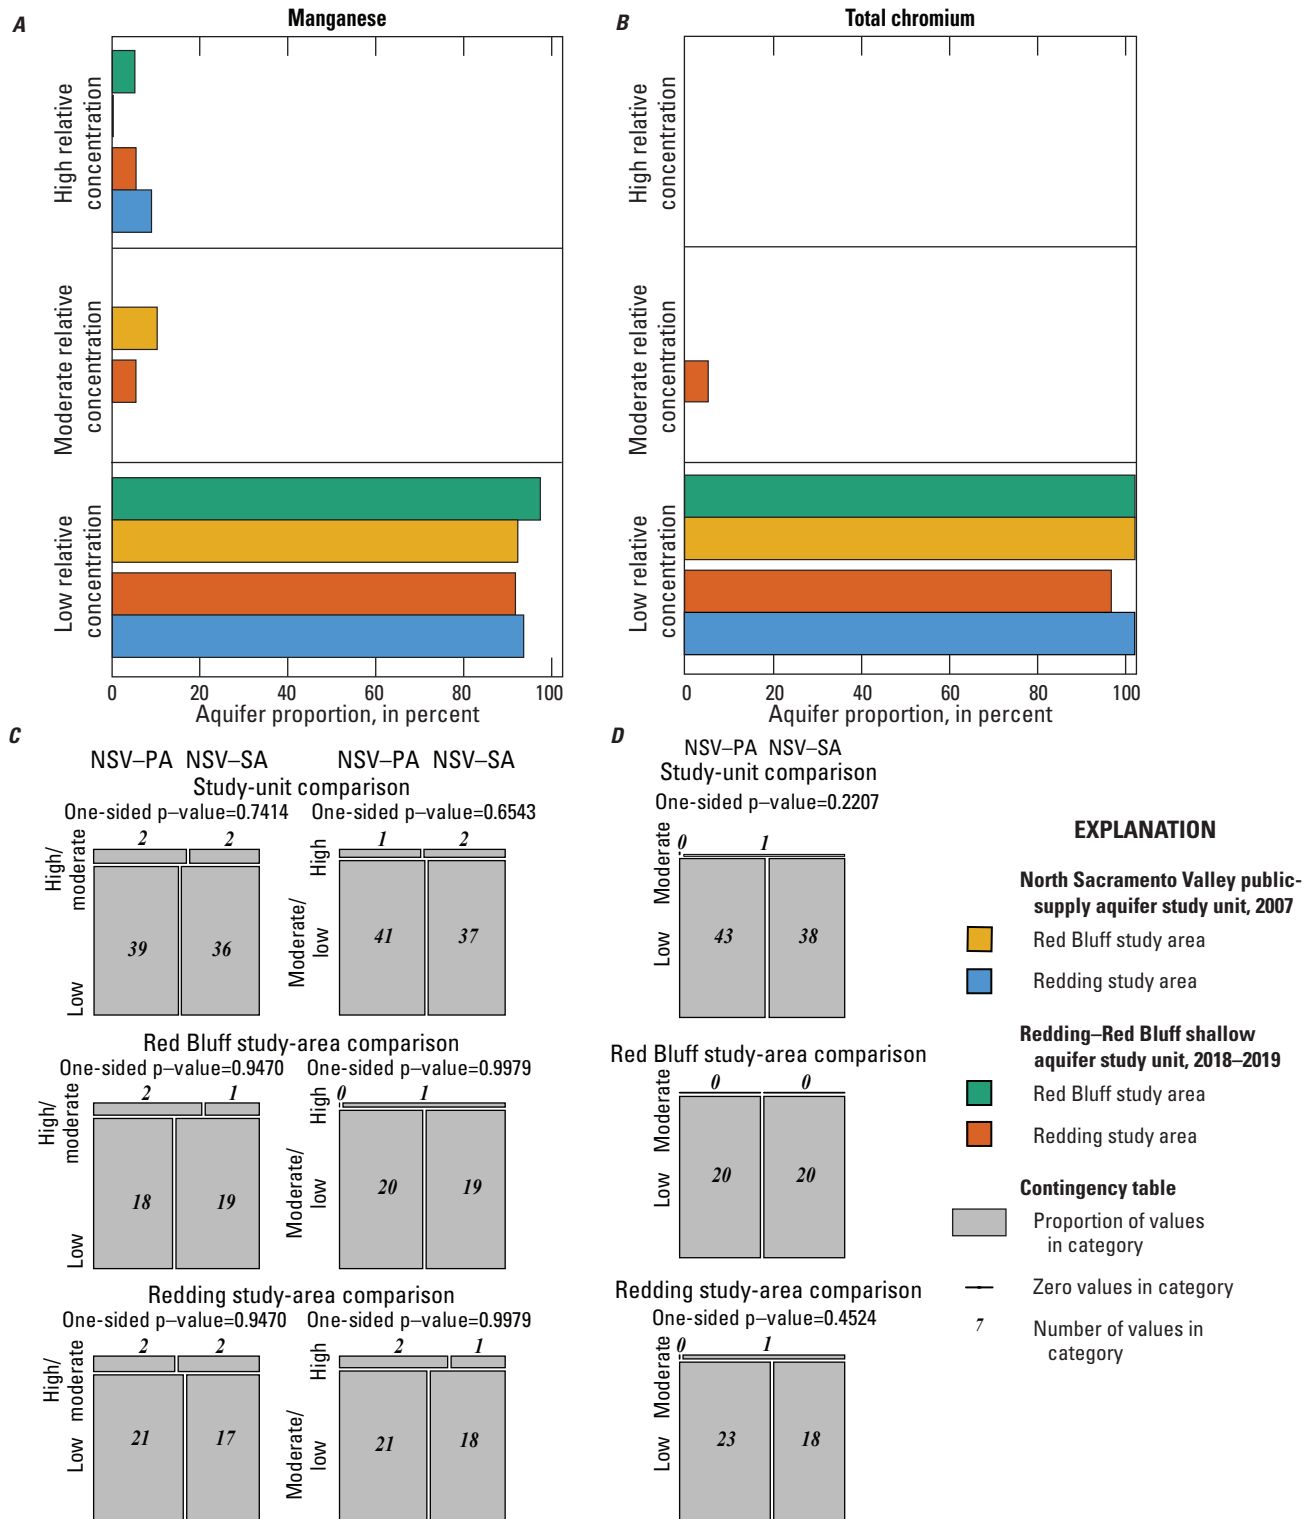 A
Manganese
High relative
concentration
Moderate relative
concentration
Low relative
concentration
0 20 40 60 80 100
Aquifer proportion, in percent
B
Total chromium
High relative
concentration
Moderate relative
concentration
Low relative
concentration
0 20 40 60 80 100
Aquifer proportion, in percent
C
NSV–PA NSV–SA NSV–PA NSV–SA
Study-unit comparison
One-sided p–value=0.7414 One-sided p–value=0.6543
High/
moderate
Low
2 2
39 36
High
Moderate/
low
1 2
41 37
Red Bluff study-area comparison
One-sided p–value=0.9470 One-sided p–value=0.9979
High/
moderate
Low
2 1
18 19
High
Moderate/
low
0 1
20 19
Redding study-area comparison
One-sided p–value=0.9470 One-sided p–value=0.9979
High/
moderate
Low
2 2
21 17
High
Moderate/
low
2 1
21 18
D
NSV–PA NSV–SA
Study-unit comparison
One-sided p–value=0.2207
Moderate
Low
0 1
43 38
Red Bluff study-area comparison
Moderate
Low
0 0
20 20
Redding study-area comparison
One-sided p–value=0.4524
Moderate
Low
0 1
23 18
EXPLANATION
North Sacramento Valley public-
supply aquifer study unit, 2007
Red Bluff study area
Redding study area
Redding–Red Bluff shallow
aquifer study unit, 2018–2019
Red Bluff study area
Redding study area
Contingency table
Proportion of values
in category
Zero values in category
7 Number of values in
category